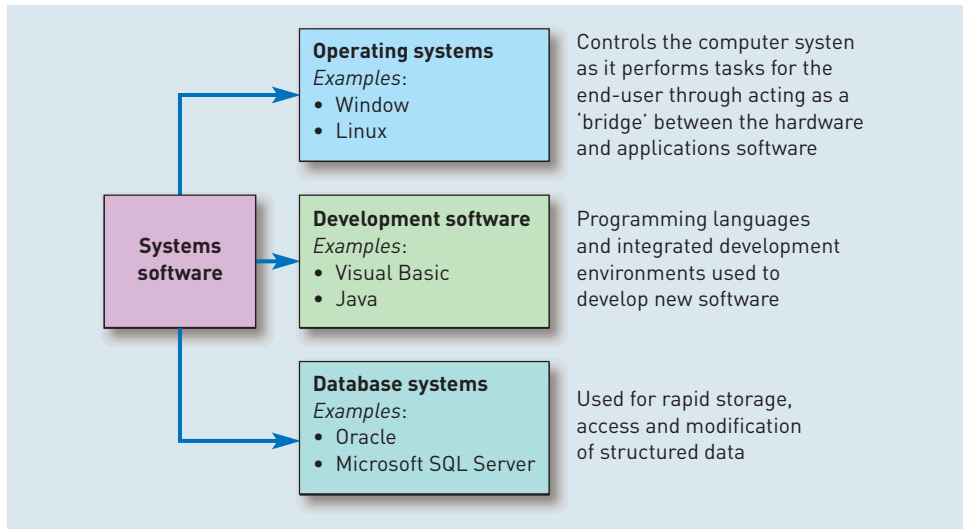 Operating systems
Examples:
• Window
• Linux
Controls the computer systen
as it performs tasks for the
end-user through acting as a
‘bridge’ between the hardware
and applications software
Systems
software
Development software
Examples:
• Visual Basic
• Java
Programming languages
and integrated development
environments used to
develop new software
Database systems
Examples:
• Oracle
• Microsoft SQL Server
Used for rapid storage,
access and modification
of structured data